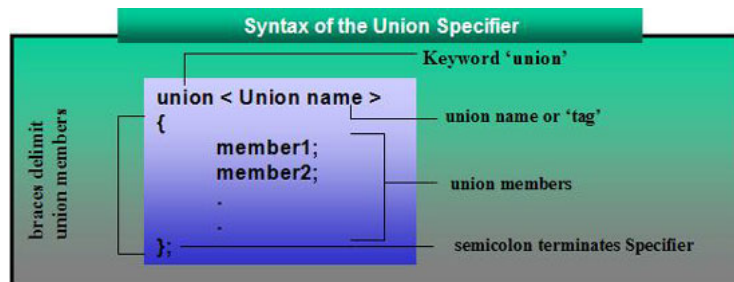 Syntax of the Union Specifier
Keyword ‘union’
union < Union name >
union name or ‘tag’
{
member1;
member2;
.
.
};
union members
semicolon terminates Specifier
braces delimit
union members